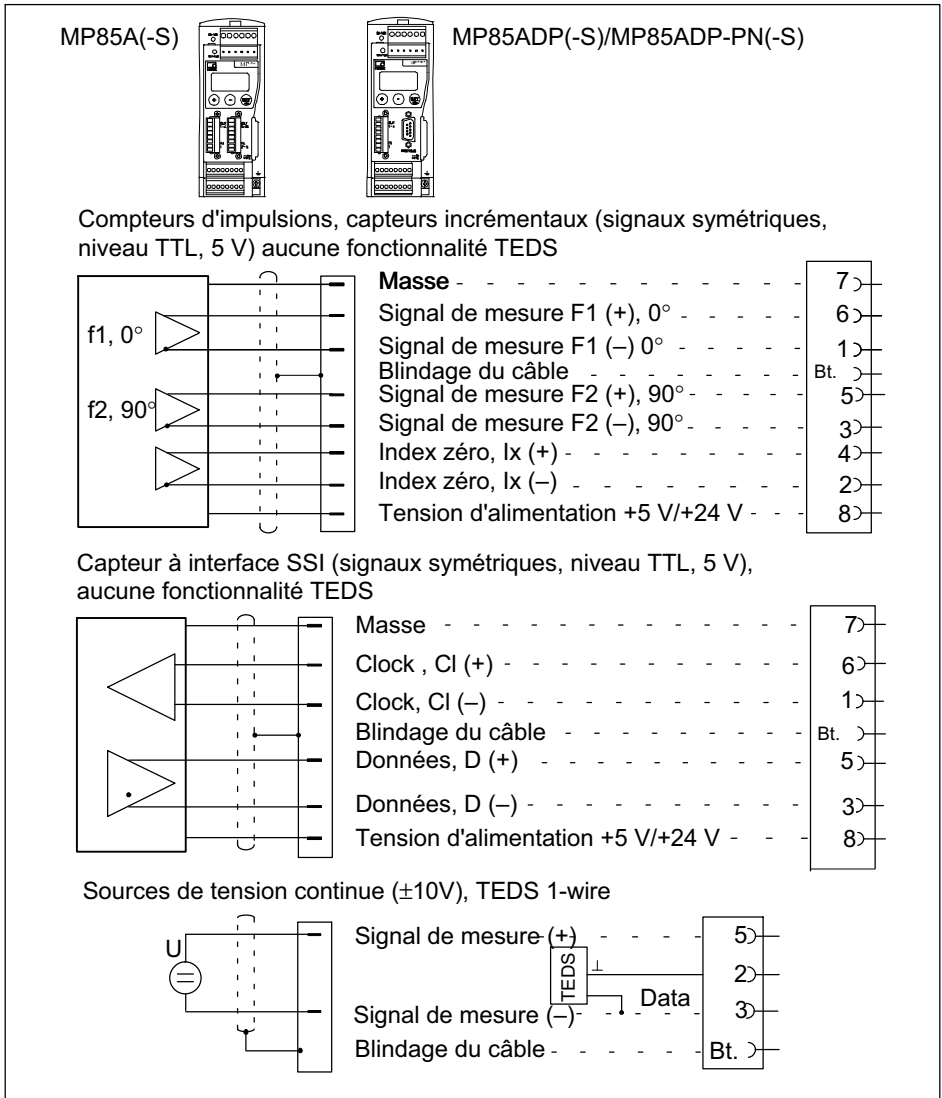 MP85A(-S) MP85ADP(-S)/MP85ADP-PN(-S)
Compteurs d'impulsions, capteurs incrémentaux (signaux symétriques,
niveau TTL, 5 V) aucune fonctionnalité TEDS
Masse 7
f1, 0° Signal de mesure F1 (+), 0° 6
Signal de mesure F1 (–) 0° 1
Blindage du câble Bt.
f2, 90° Signal de mesure F2 (+), 90° 5
Signal de mesure F2 (–), 90° 3
Index zéro, Ix (+) 4
Index zéro, Ix (–) 2
Tension d'alimentation +5 V/+24 V 8
Capteur à interface SSI (signaux symétriques, niveau TTL, 5 V),
aucune fonctionnalité TEDS
Masse 7
Clock , Cl (+) 6
Clock, Cl (–) 1
Blindage du câble Bt.
Données, D (+) 5
Données, D (–) 3
Tension d'alimentation +5 V/+24 V 8
Sources de tension continue (±10V), TEDS 1-wire
U Signal de mesure (+) 5
TEDS ⊥ 2
Data
Signal de mesure (–) 3
Blindage du câble Bt.